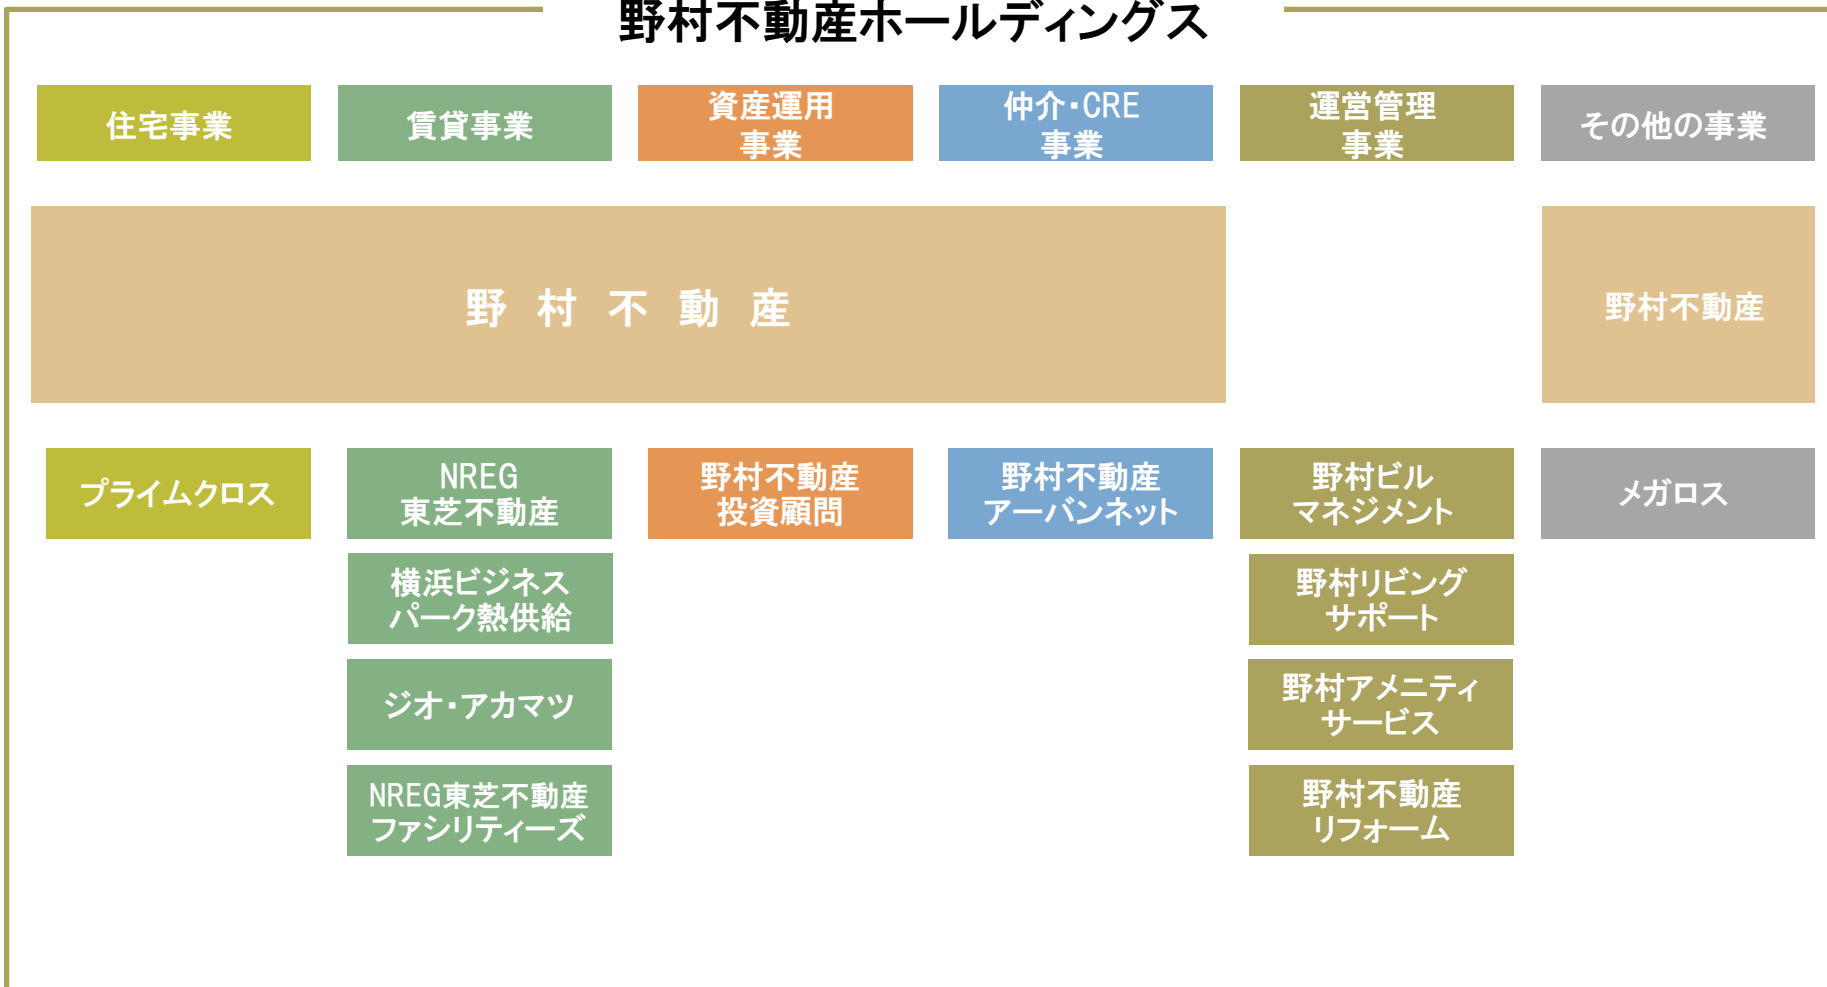 野村不動産ホールディングス
住宅事業
賃貸事業
資産運用
事業
仲介・CRE
事業
運営管理
事業
その他の事業
野村不動産
野村不動産
プライムクロス
NREG
東芝不動産
野村不動産
投資顧問
野村不動産
アーバンネット
野村ビル
マネジメント
メガロス
横浜ビジネス
パーク熱供給
野村リビング
サポート
ジオ・アカマツ
野村アメニティ
サービス
NREG東芝不動産
ファシリティーズ
野村不動産
リフォーム